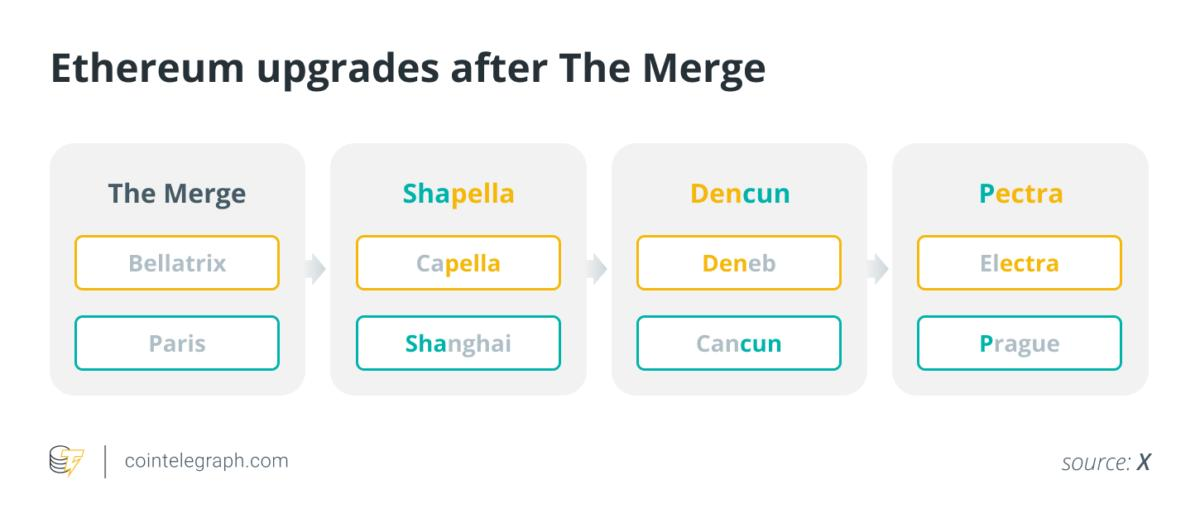 Ethereum upgrades after The Merge
The Merge
Bellatrix
Paris
Shapella
Capella
Shanghai
Dencun
Deneb
Cancun
Pectra
Electra
Prague
cointelegraph.com
source: X